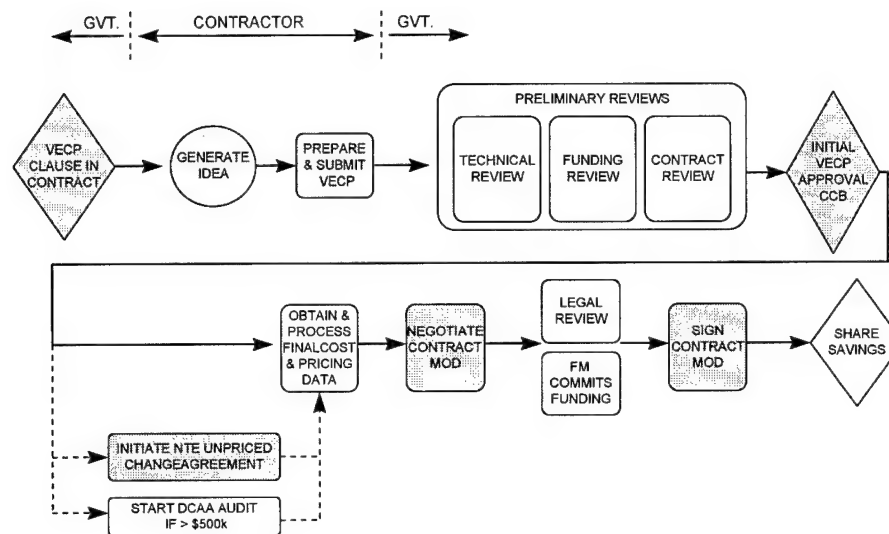 GVT.
CONTRACTOR
GVT.
PRELIMINARY REVIEWS
VECP
CLAUSE IN
CONTRACT
GENERATE
IDEA
PREPARE
& SUBMIT
VECP
TECHNICAL
REVIEW
FUNDING
REVIEW
CONTRACT
REVIEW
INITIAL
VECP
APPROVAL
CCB
OBTAIN &
PROCESS
FINALCOST
& PRICING
DATA
NEGOTIATE
CONTRACT
MOD
LEGAL
REVIEW
FM
COMMITS
FUNDING
SIGN
CONTRACT
MOD
SHARE
SAVINGS
INITIATE NTE UNPRICED
CHANGEAGREEMENT
START DCAA AUDIT
IF > $500k